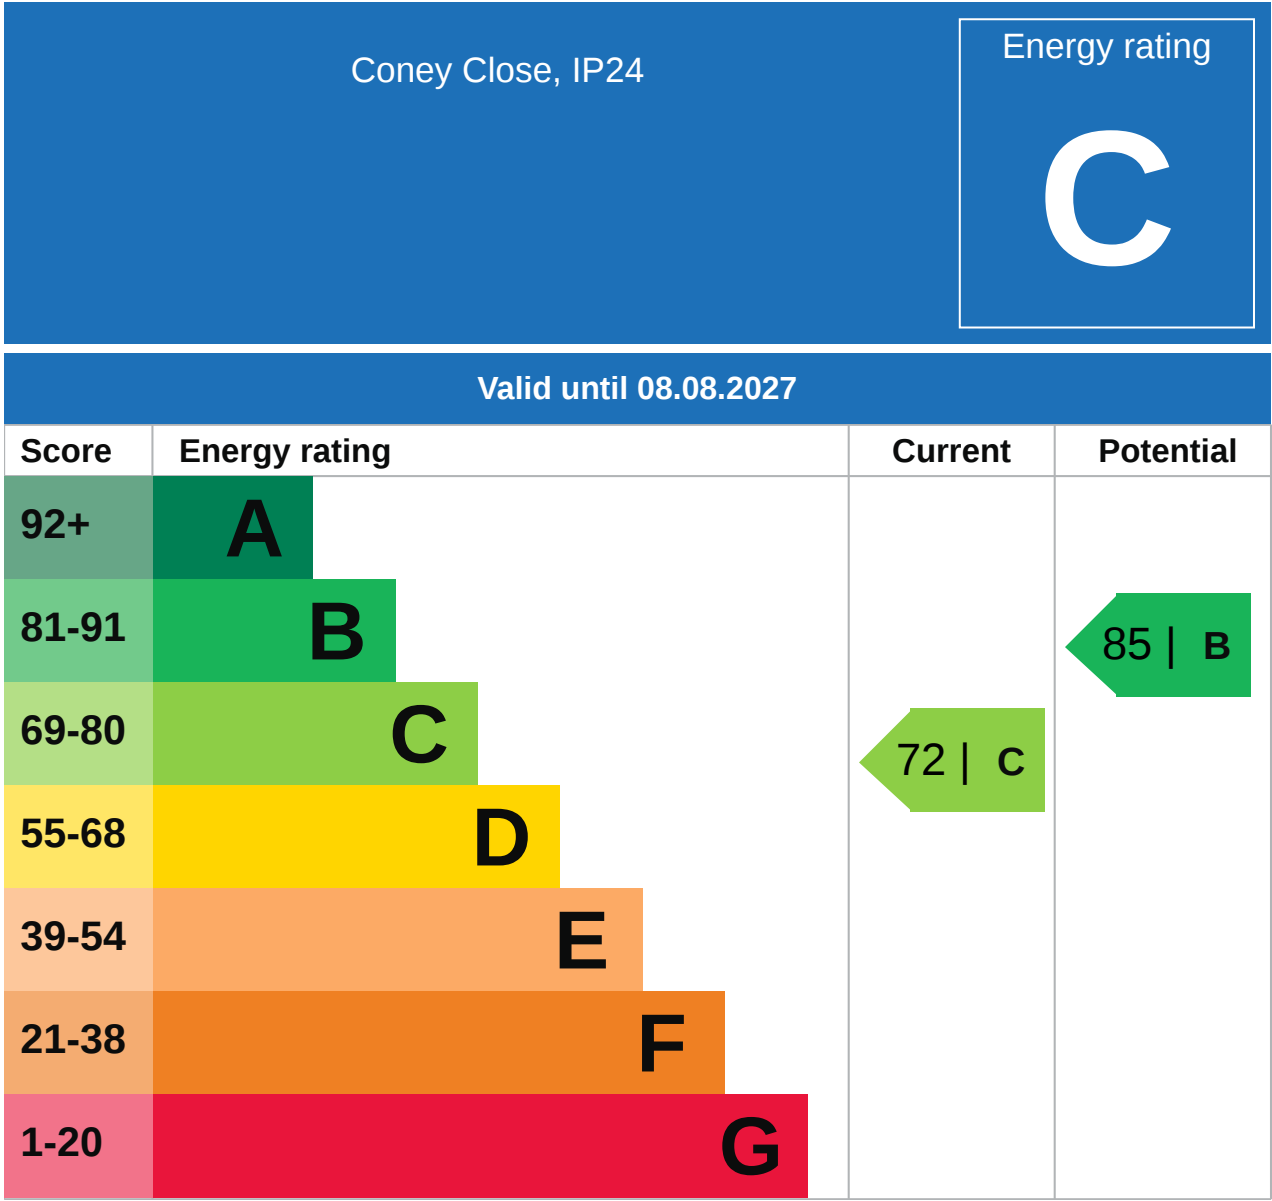 Coney Close, IP24
Energy rating
C
Valid until 08.08.2027
Score Energy rating Current Potential
92+ A
81-91 B 85 | B
69-80 C 72 | C
55-68 D
39-54 E
21-38 F
1-20 G